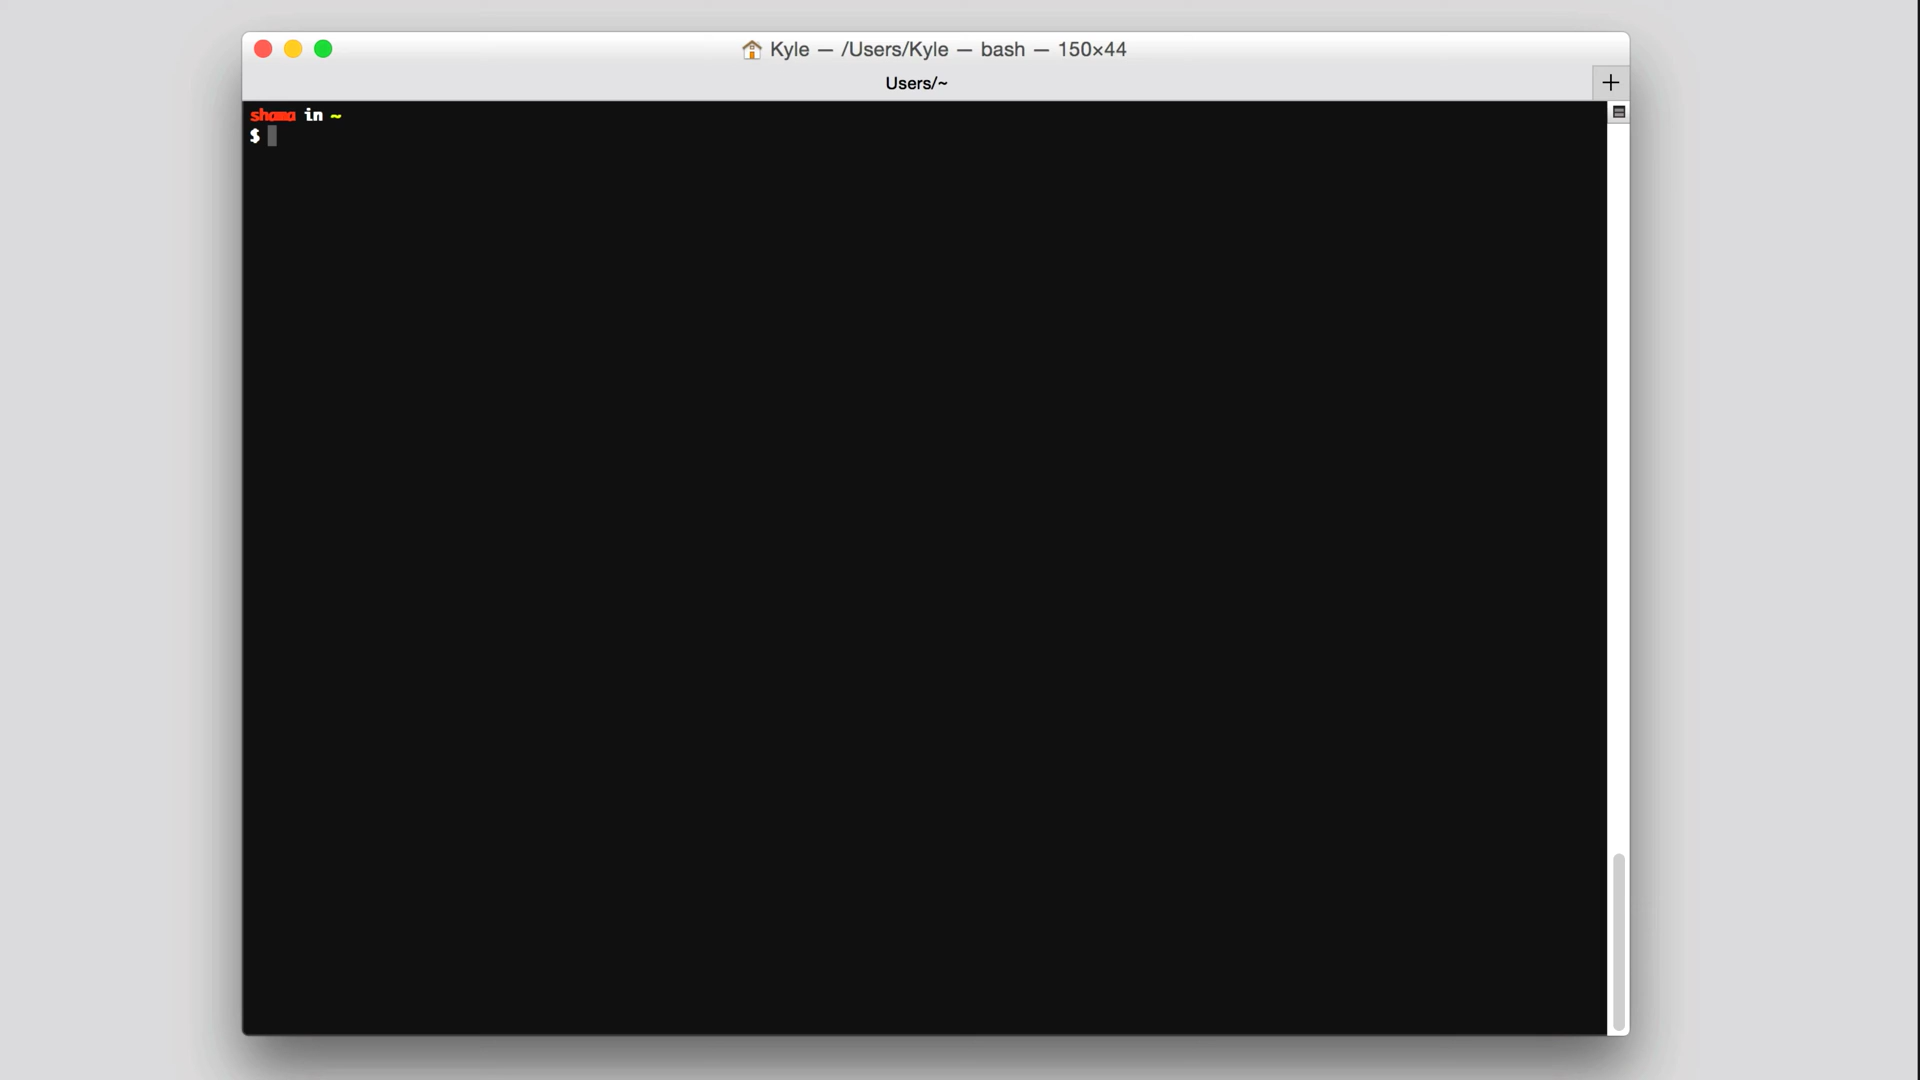 Kyle — /Users/Kyle — bash — 150×44
Users/~
shama in ~
$